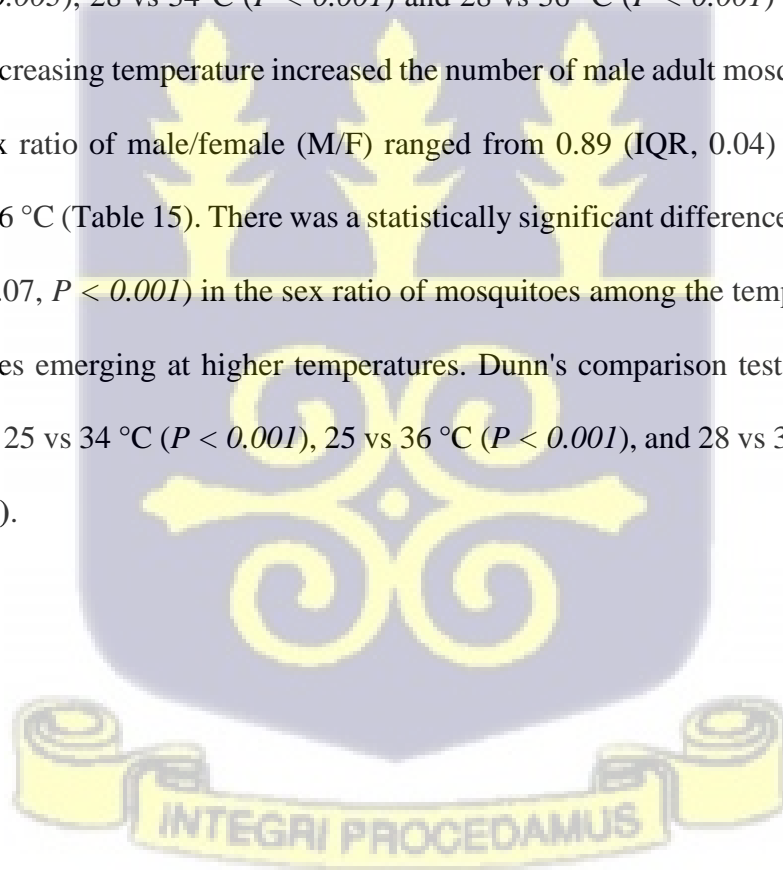 0.005), 28 vs 34 °C (P < 0.001) and 28 vs 36 °C (P < 0.001)
creasing temperature increased the number of male adult mosq
x ratio of male/female (M/F) ranged from 0.89 (IQR, 0.04)
6 °C (Table 15). There was a statistically significant difference
.07, P < 0.001) in the sex ratio of mosquitoes among the temp
es emerging at higher temperatures. Dunn's comparison test
25 vs 34 °C (P < 0.001), 25 vs 36 °C (P < 0.001), and 28 vs 3
).
INTEGRI PROCEDAMUS